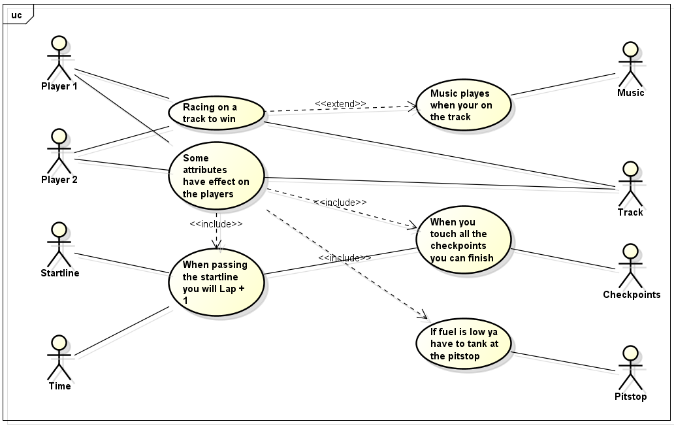 uc
Player 1
Player 2
Startline
Time
Racing on a
track to win
<<extend>>
Music playes
when your on
the track
Music
Some
attributes
have effect on
the players
<<include>>
<<include>>
<<include>>
Track
When passing
the startline
you will Lap +
1
When you
touch all the
checkpoints
you can finish
Checkpoints
If fuel is low ya
have to tank at
the pitstop
Pitstop